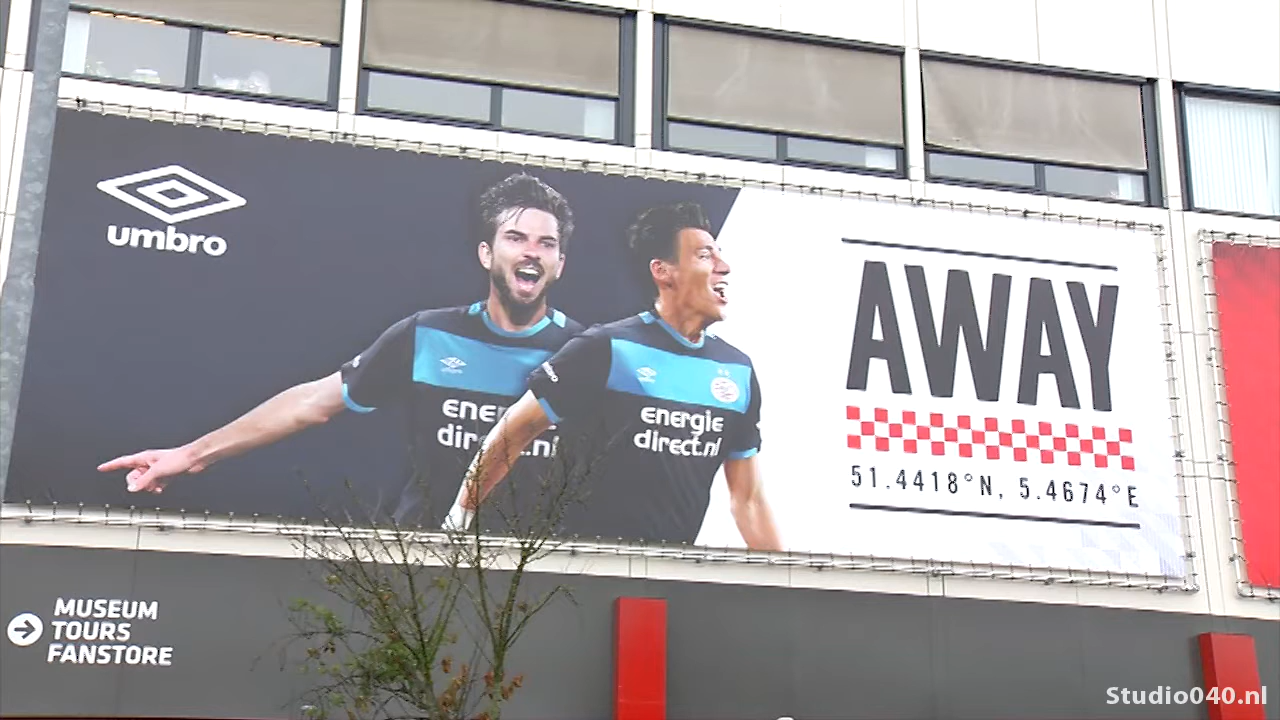 umbro
AWAY
51.4418°N, 5.4674°E
energie
direct.nl
energie
direct.nl
MUSEUM
TOURS
FANSTORE
Studio040.nl